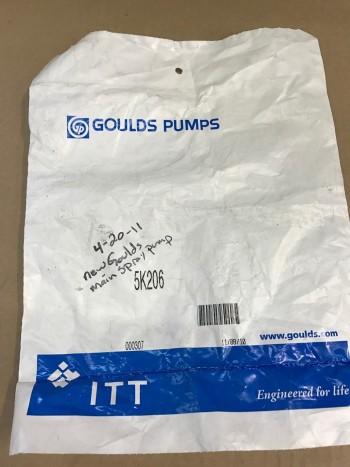 GOULDS PUMPS
4-20-11
new Goulds
main spray pump
5K206
000307
11/09/10
www.goulds.com
ITT
Engineered for life